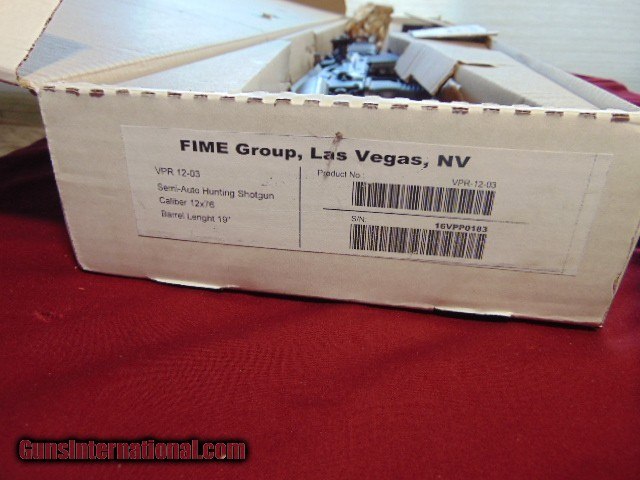 FIME Group, Las Vegas, NV
VPR 12-03
Semi-Auto Hunting Shotgun
Caliber 12x76
Barrel Lenght 19"
Product No.:
VPR-12-03
S/N:
16VPP0183
GunsInternational.com